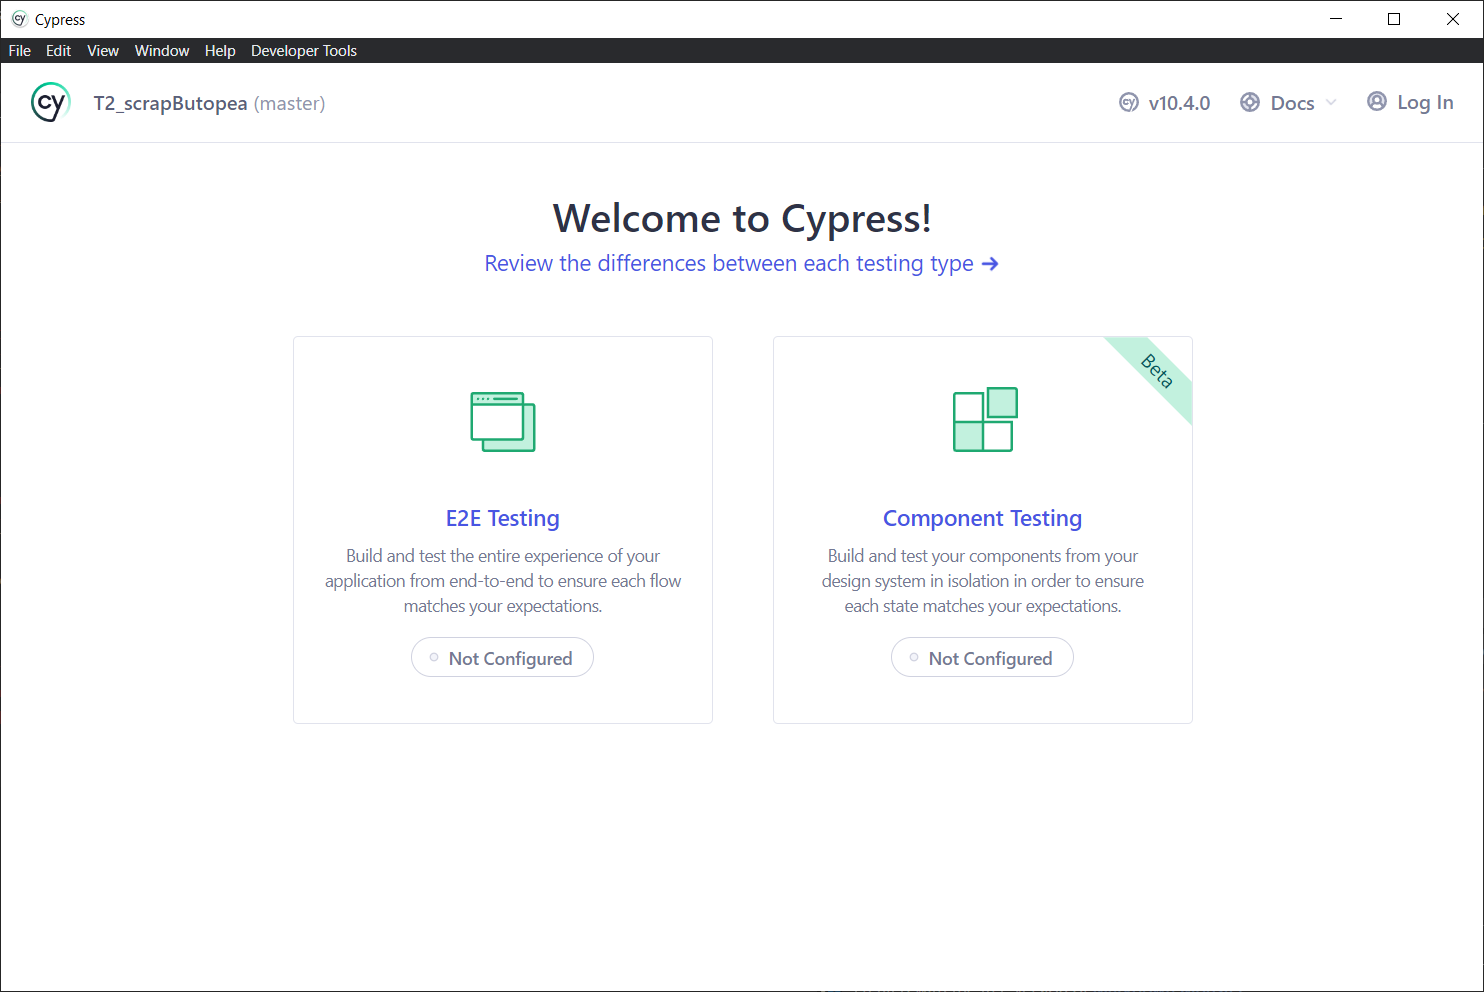 cy Cypress
File Edit View Window Help Developer Tools
cy T2_scrapButopea (master) cy v10.4.0 Docs Log In
Welcome to Cypress!
Review the differences between each testing type →
Beta
E2E Testing
Build and test the entire experience of your
application from end-to-end to ensure each flow
matches your expectations.
Not Configured
Component Testing
Build and test your components from your
design system in isolation in order to ensure
each state matches your expectations.
Not Configured